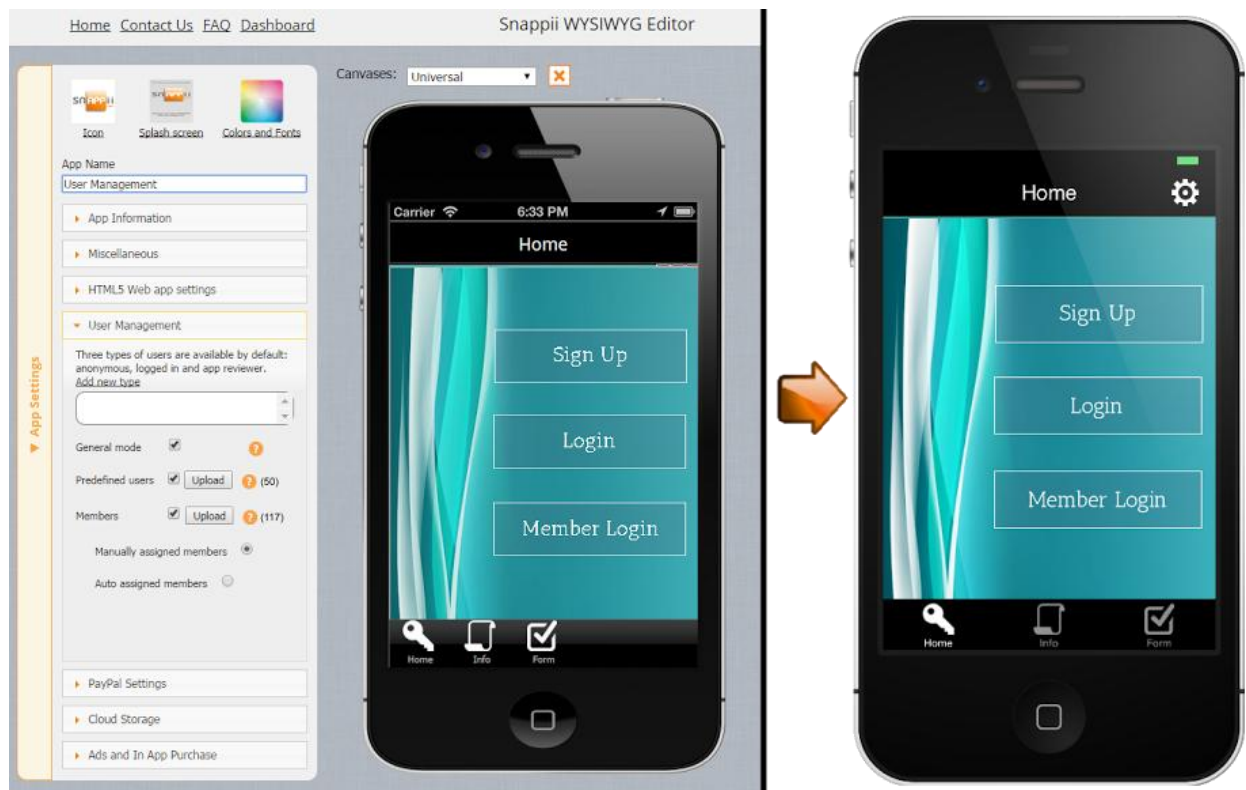 Home Contact Us FAQ Dashboard
Snappii WYSIWYG Editor
Canvases: Universal
snappii
Icon
Splash screen
Colors and Fonts
App Name
User Management
App Information
Miscellaneous
HTML5 Web app settings
User Management
Three types of users are available by default:
anonymous, logged in and app reviewer.
Add new type
General mode ?
Predefined users Upload ? (50)
Members Upload ? (117)
Manually assigned members
Auto assigned members
PayPal Settings
Cloud Storage
Ads and In App Purchase
App Settings
Carrier 6:33 PM
Home
Sign Up
Login
Member Login
Home Info Form
Home
Sign Up
Login
Member Login
Home Info Form